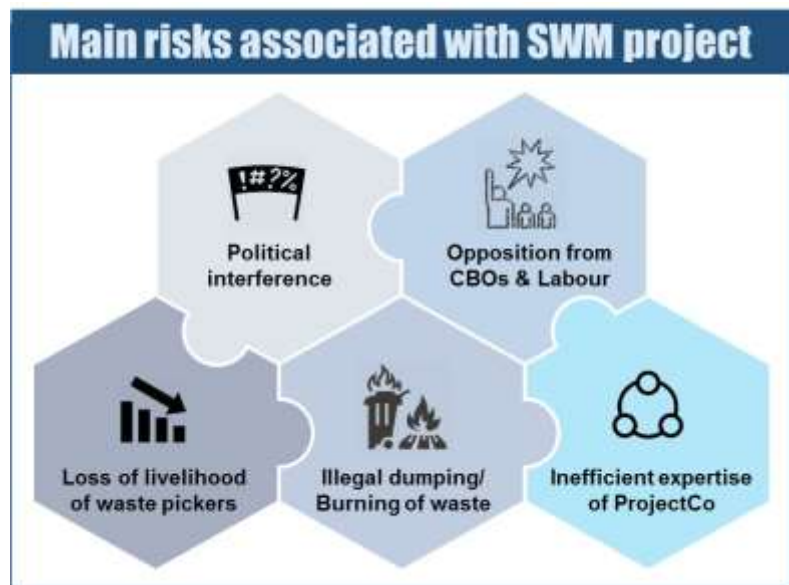 Main risks associated with SWM project
!#?%
Political
interference
Opposition from
CBOs & Labour
Loss of livelihood
of waste pickers
Illegal dumping/
Burning of waste
Inefficient expertise
of ProjectCo